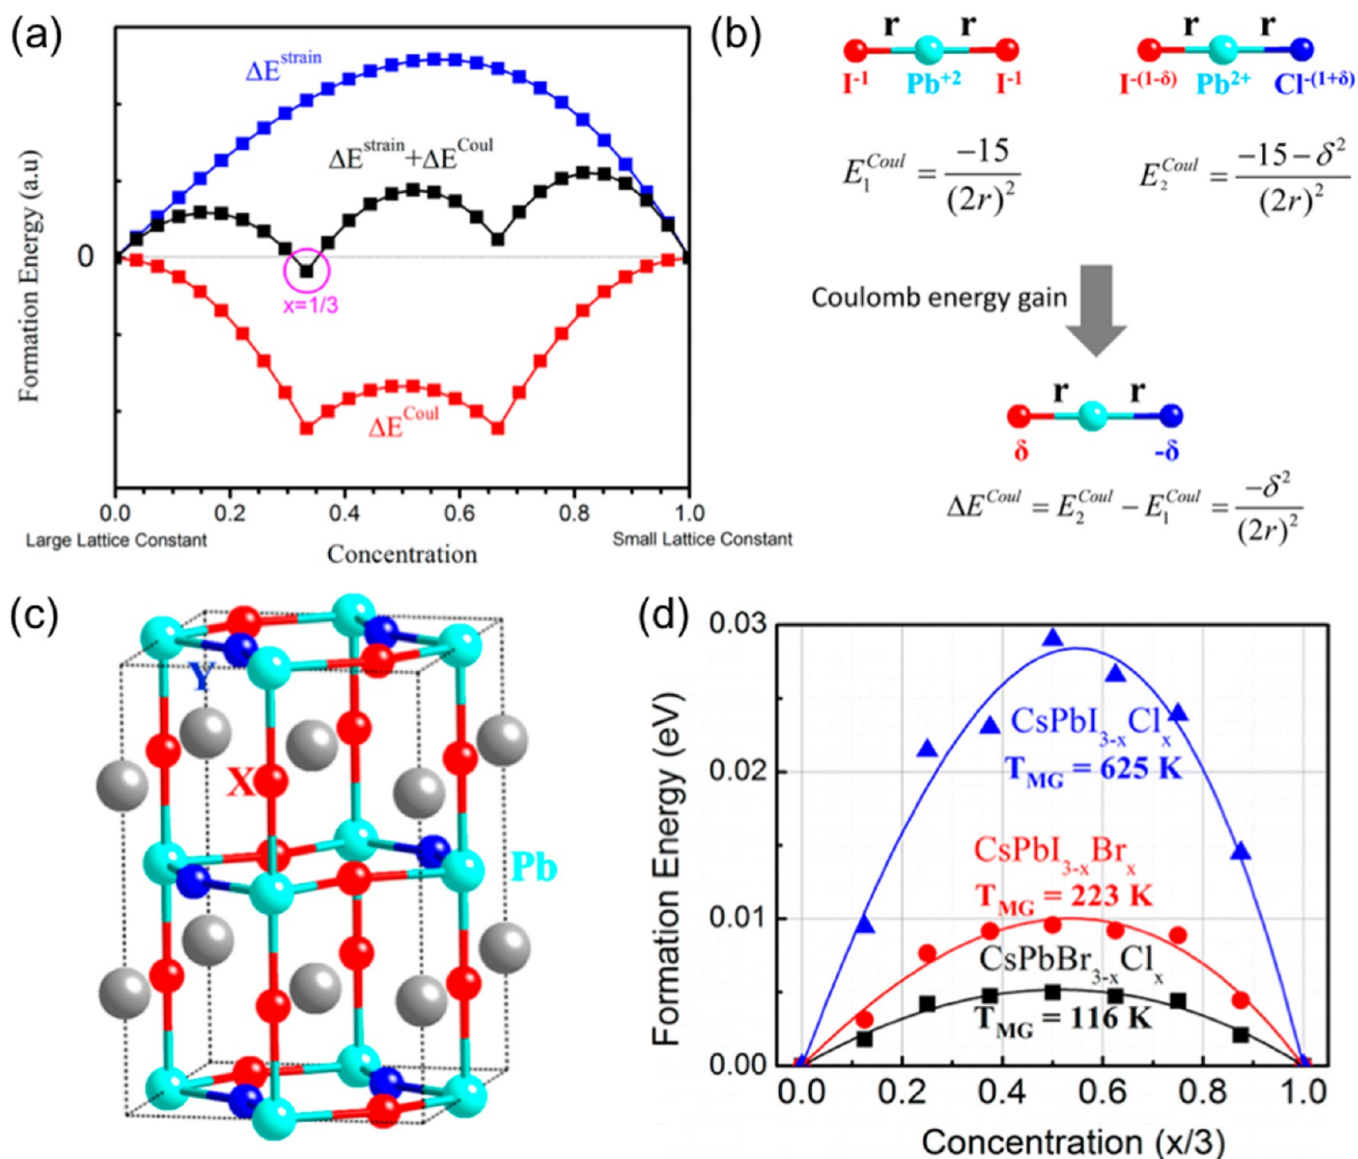 (a)
Formation Energy (a.u)
ΔE^strain
ΔE^strain+ΔE^Coul
0
x=1/3
ΔE^Coul
0.0 0.2 0.4 0.6 0.8 1.0
Large Lattice Constant
Small Lattice Constant
Concentration
(b)
r r r r
I^-1 Pb^+2 I^-1 I^-(1-δ) Pb^2+ Cl^-(1+δ)
E_1^Coul = -15/(2r)^2
E_2^Coul = (-15-δ^2)/(2r)^2
Coulomb energy gain
r r
δ -δ
ΔE^Coul = E_2^Coul - E_1^Coul = -δ^2/(2r)^2
(c)
Y
X
Pb
(d)
Formation Energy (eV)
0.03
0.02
0.01
0.00
CsPbI_3-xCl_x
T_MG = 625 K
CsPbI_3-xBr_x
T_MG = 223 K
CsPbBr_3-xCl_x
T_MG = 116 K
0.0 0.2 0.4 0.6 0.8 1.0
Concentration (x/3)